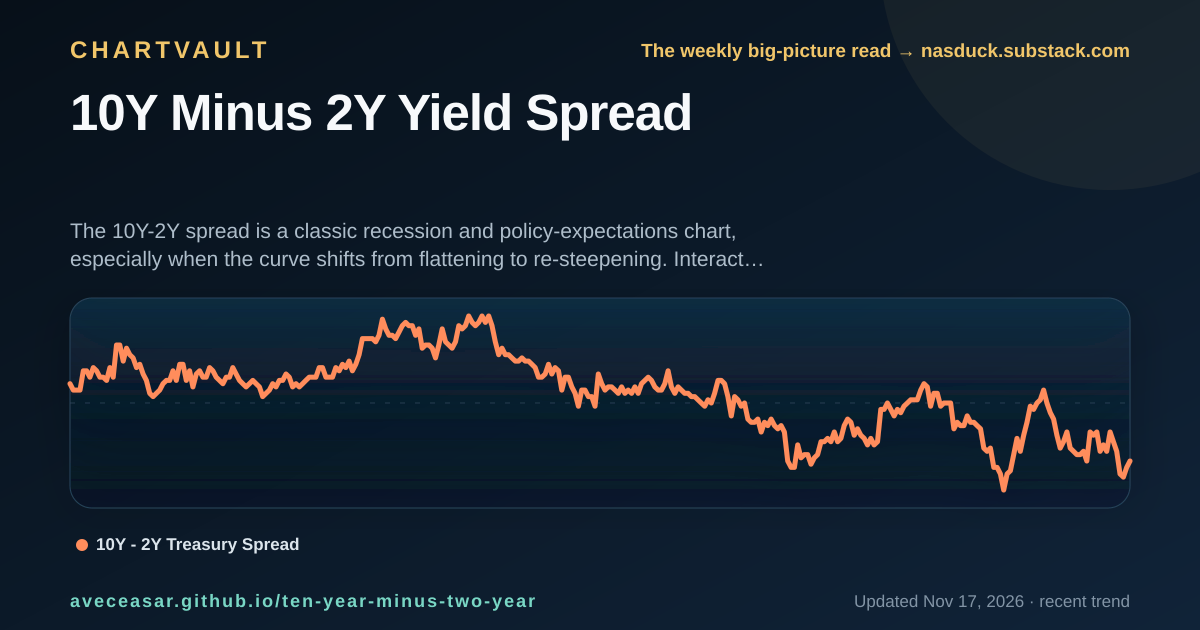 CHARTVAULT
The weekly big-picture read → nasduck.substack.com
10Y Minus 2Y Yield Spread
The 10Y-2Y spread is a classic recession and policy-expectations chart,
especially when the curve shifts from flattening to re-steepening. Interact…
10Y - 2Y Treasury Spread
aveceasar.github.io/ten-year-minus-two-year
Updated Nov 17, 2026 · recent trend